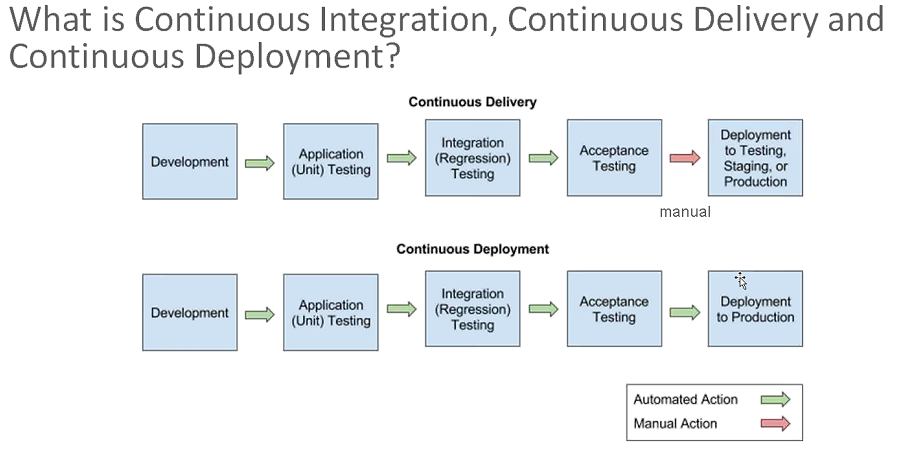 What is Continuous Integration, Continuous Delivery and
Continuous Deployment?
Continuous Delivery
Development
Application
(Unit) Testing
Integration
(Regression)
Testing
Acceptance
Testing
Deployment
to Testing,
Staging, or
Production
manual
Continuous Deployment
Development
Application
(Unit) Testing
Integration
(Regression)
Testing
Acceptance
Testing
Deployment
to Production
Automated Action
Manual Action